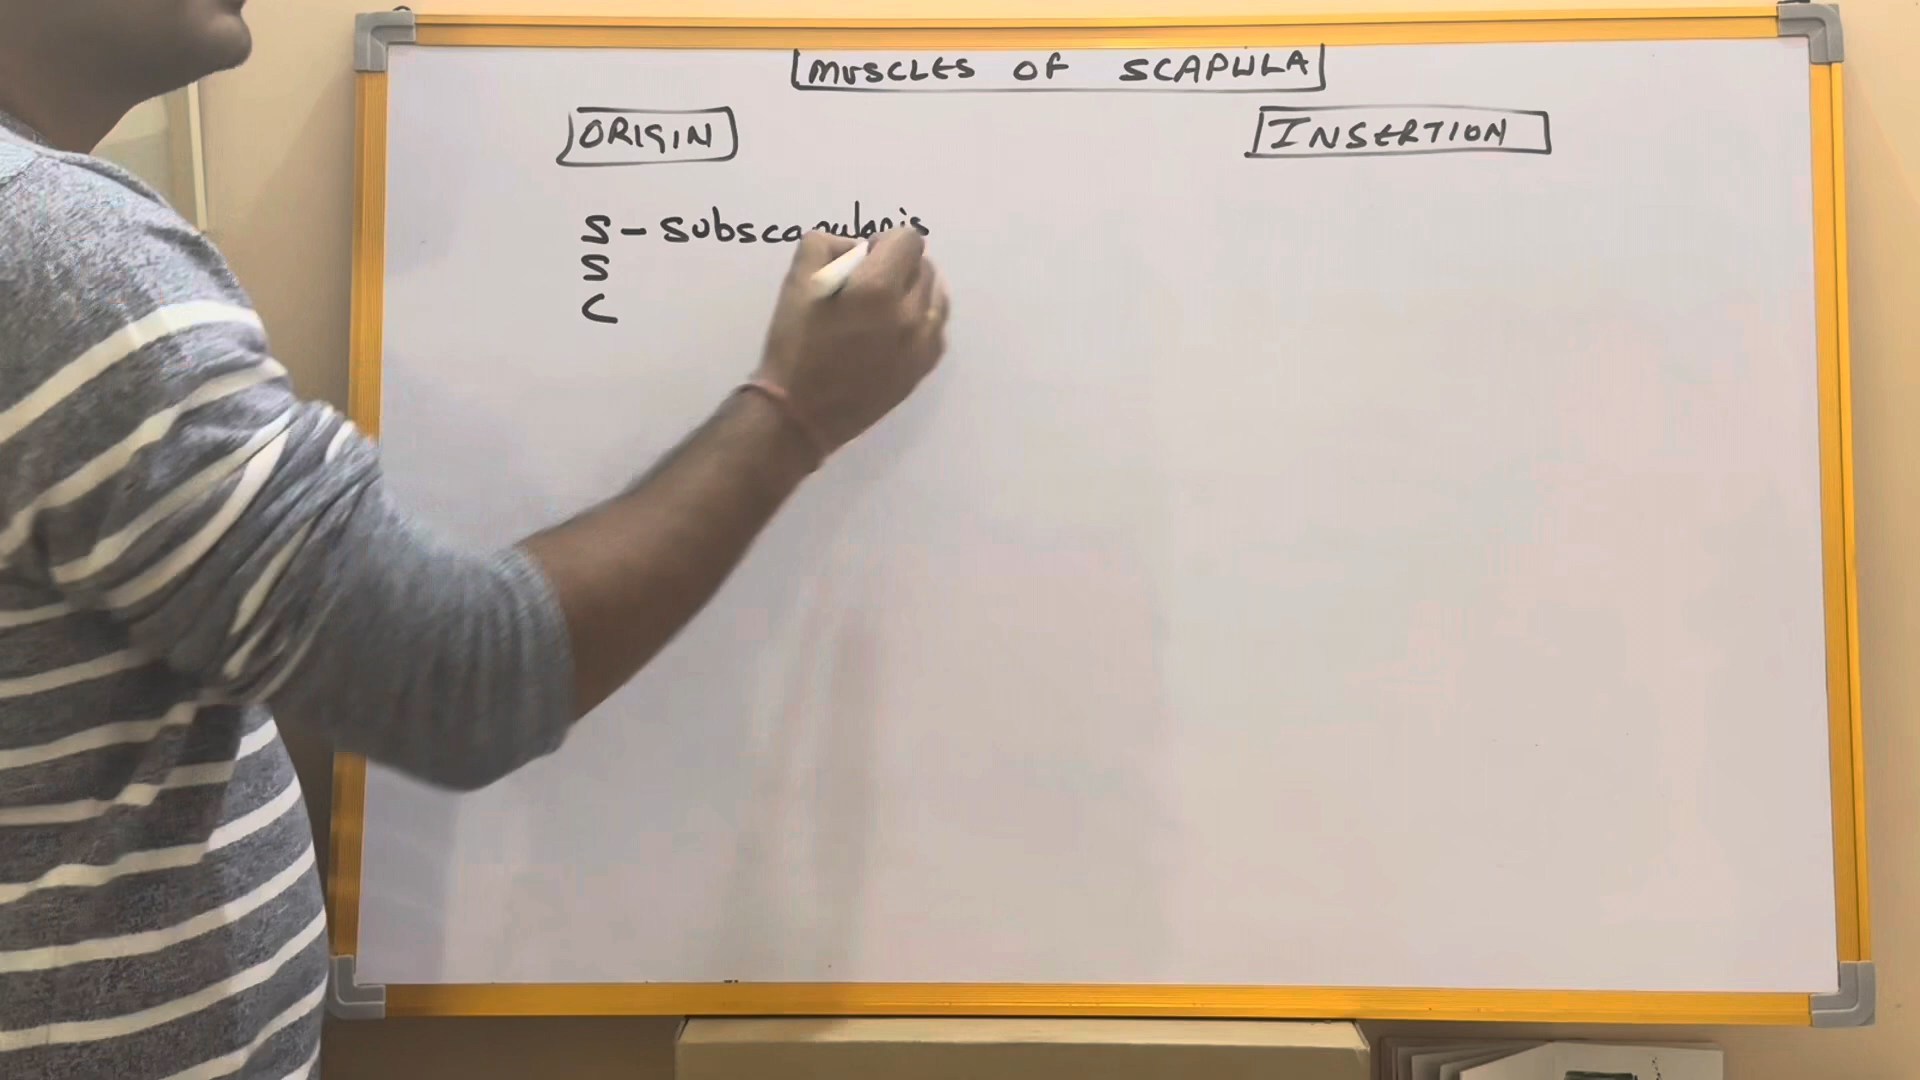 MUSCLES OF SCAPULA
ORIGIN
INSERTION
S - Subscapularis
S
C